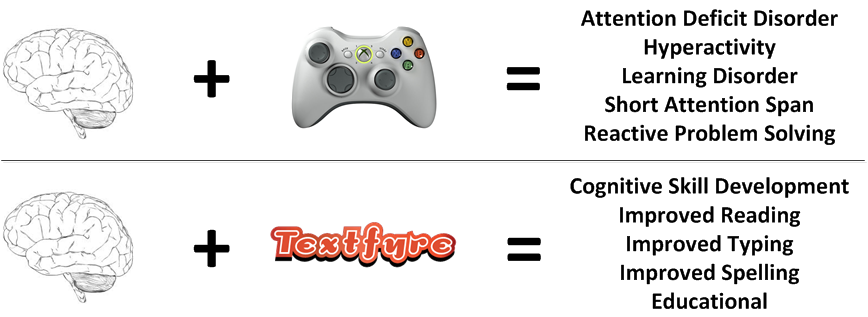 Attention Deficit Disorder
Hyperactivity
Learning Disorder
Short Attention Span
Reactive Problem Solving
Cognitive Skill Development
Improved Reading
Textfyre
Improved Typing
Improved Spelling
Educational